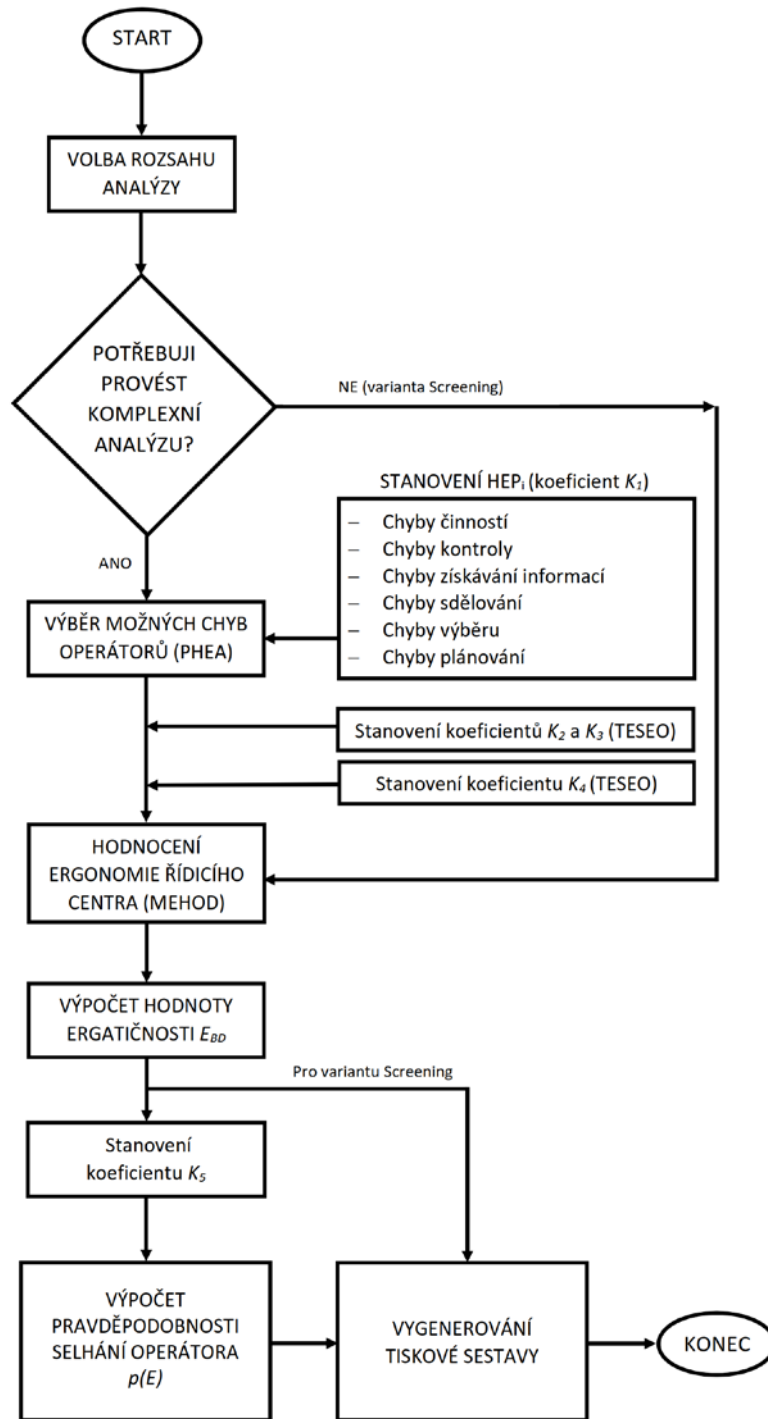 START
VOLBA ROZSAHU
ANALÝZY
POTŘEBUJI
PROVÉST
KOMPLEXNÍ
ANALÝZU?
NE (varianta Screening)
STANOVENÍ HEPi (koeficient K1)
– Chyby činností
– Chyby kontroly
– Chyby získávání informací
– Chyby sdělování
– Chyby výběru
– Chyby plánování
ANO
VÝBĚR MOŽNÝCH CHYB
OPERÁTORŮ (PHEA)
Stanovení koeficientů K2 a K3 (TESEO)
Stanovení koeficientu K4 (TESEO)
HODNOCENÍ
ERGONOMIE ŘÍDICÍHO
CENTRA (MEHOD)
VÝPOČET HODNOTY
ERGATIČNOSTI EBD
Pro variantu Screening
Stanovení
koeficientu K5
VÝPOČET
PRAVDĚPODOBNOSTI
SELHÁNÍ OPERÁTORA
p(E)
VYGENEROVÁNÍ
TISKOVÉ SESTAVY
KONEC